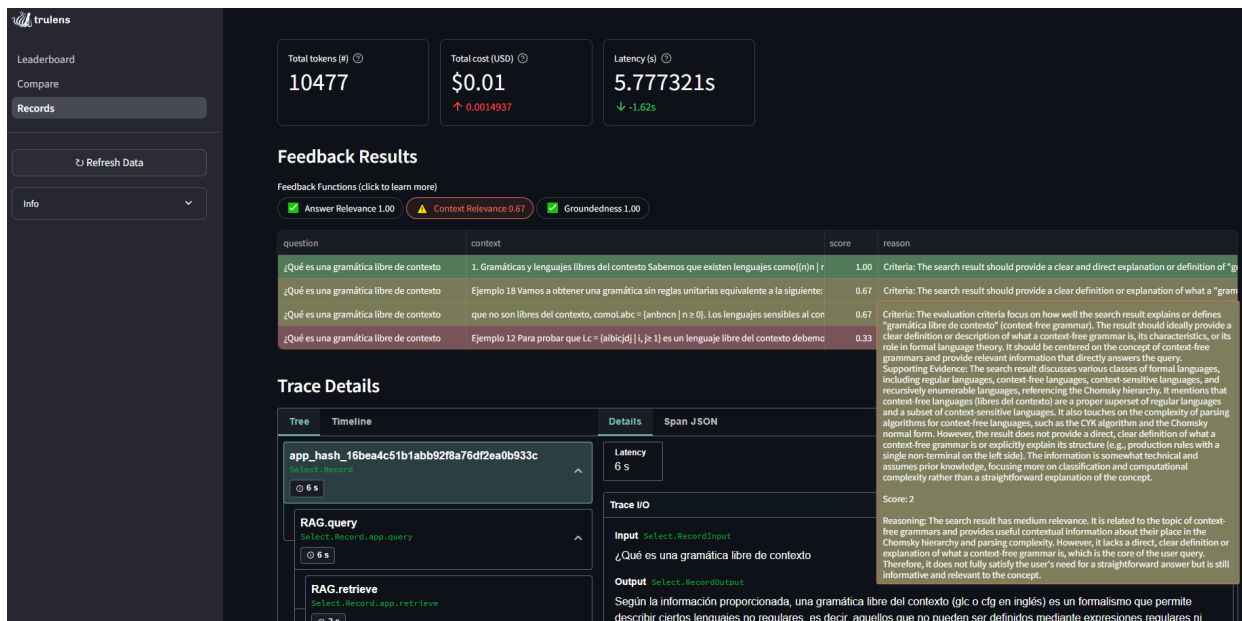 trulens
Leaderboard
Compare
Records
Refresh Data
Info
Total tokens (#)
10477
Total cost (USD)
$0.01
↑ 0.0014937
Latency (s)
5.777321s
↓ -1.62s
Feedback Results
Feedback Functions (click to learn more)
Answer Relevance 1.00
Context Relevance 0.67
Groundedness 1.00
question context score reason
¿Qué es una gramática libre de contexto 1. Gramáticas y lenguajes libres del contexto Sabemos que existen lenguajes como{(n)n | r 1.00 Criteria: The search result should provide a clear and direct explanation or definition of "g
¿Qué es una gramática libre de contexto Ejemplo 18 Vamos a obtener una gramática sin reglas unitarias equivalente a la siguiente: 0.67 Criteria: The search result should provide a clear definition or explanation of what a "gram
¿Qué es una gramática libre de contexto que no son libres del contexto, comoLabc = {anbncn | n ≥ 0}. Los lenguajes sensibles al con 0.67
¿Qué es una gramática libre de contexto Ejemplo 12 Para probar que Lc = {aibicjdj | i, j≥ 1} es un lenguaje libre del contexto debemo 0.33
Criteria: The evaluation criteria focus on how well the search result explains or defines
"gramática libre de contexto" (context-free grammar). The result should ideally provide a
clear definition or description of what a context-free grammar is, its characteristics, or its
role in formal language theory. It should be centered on the concept of context-free
grammars and provide relevant information that directly answers the query.
Supporting Evidence: The search result discusses various classes of formal languages,
including regular languages, context-free languages, context-sensitive languages, and
recursively enumerable languages, referencing the Chomsky hierarchy. It mentions that
context-free languages (libres del contexto) are a proper superset of regular languages
and a subset of context-sensitive languages. It also touches on the complexity of parsing
algorithms for context-free languages, such as the CYK algorithm and the Chomsky
normal form. However, the result does not provide a direct, clear definition of what a
context-free grammar is or explicitly explain its structure (e.g., production rules with a
single non-terminal on the left side). The information is somewhat technical and
assumes prior knowledge, focusing more on classification and computational
complexity rather than a straightforward explanation of the concept.
Score: 2
Reasoning: The search result has medium relevance. It is related to the topic of context-
free grammars and provides useful contextual information about their place in the
Chomsky hierarchy and parsing complexity. However, it lacks a direct, clear definition or
explanation of what a context-free grammar is, which is the core of the user query.
Therefore, it does not fully satisfy the user's need for a straightforward answer but is still
informative and relevant to the concept.
Trace Details
Tree Timeline
app_hash_16bea4c51b1abb92f8a76df2ea0b933c
Select.Record
6 s
RAG.query
Select.Record.app.query
6 s
RAG.retrieve
Select.Record.app.retrieve
Details Span JSON
Latency
6 s
Trace I/O
Input Select.RecordInput
¿Qué es una gramática libre de contexto
Output Select.RecordOutput
Según la información proporcionada, una gramática libre del contexto (glc o cfg en inglés) es un formalismo que permite
describir ciertos lenguajes no regulares, es decir, aquellos que no pueden ser definidos mediante expresiones regulares ni